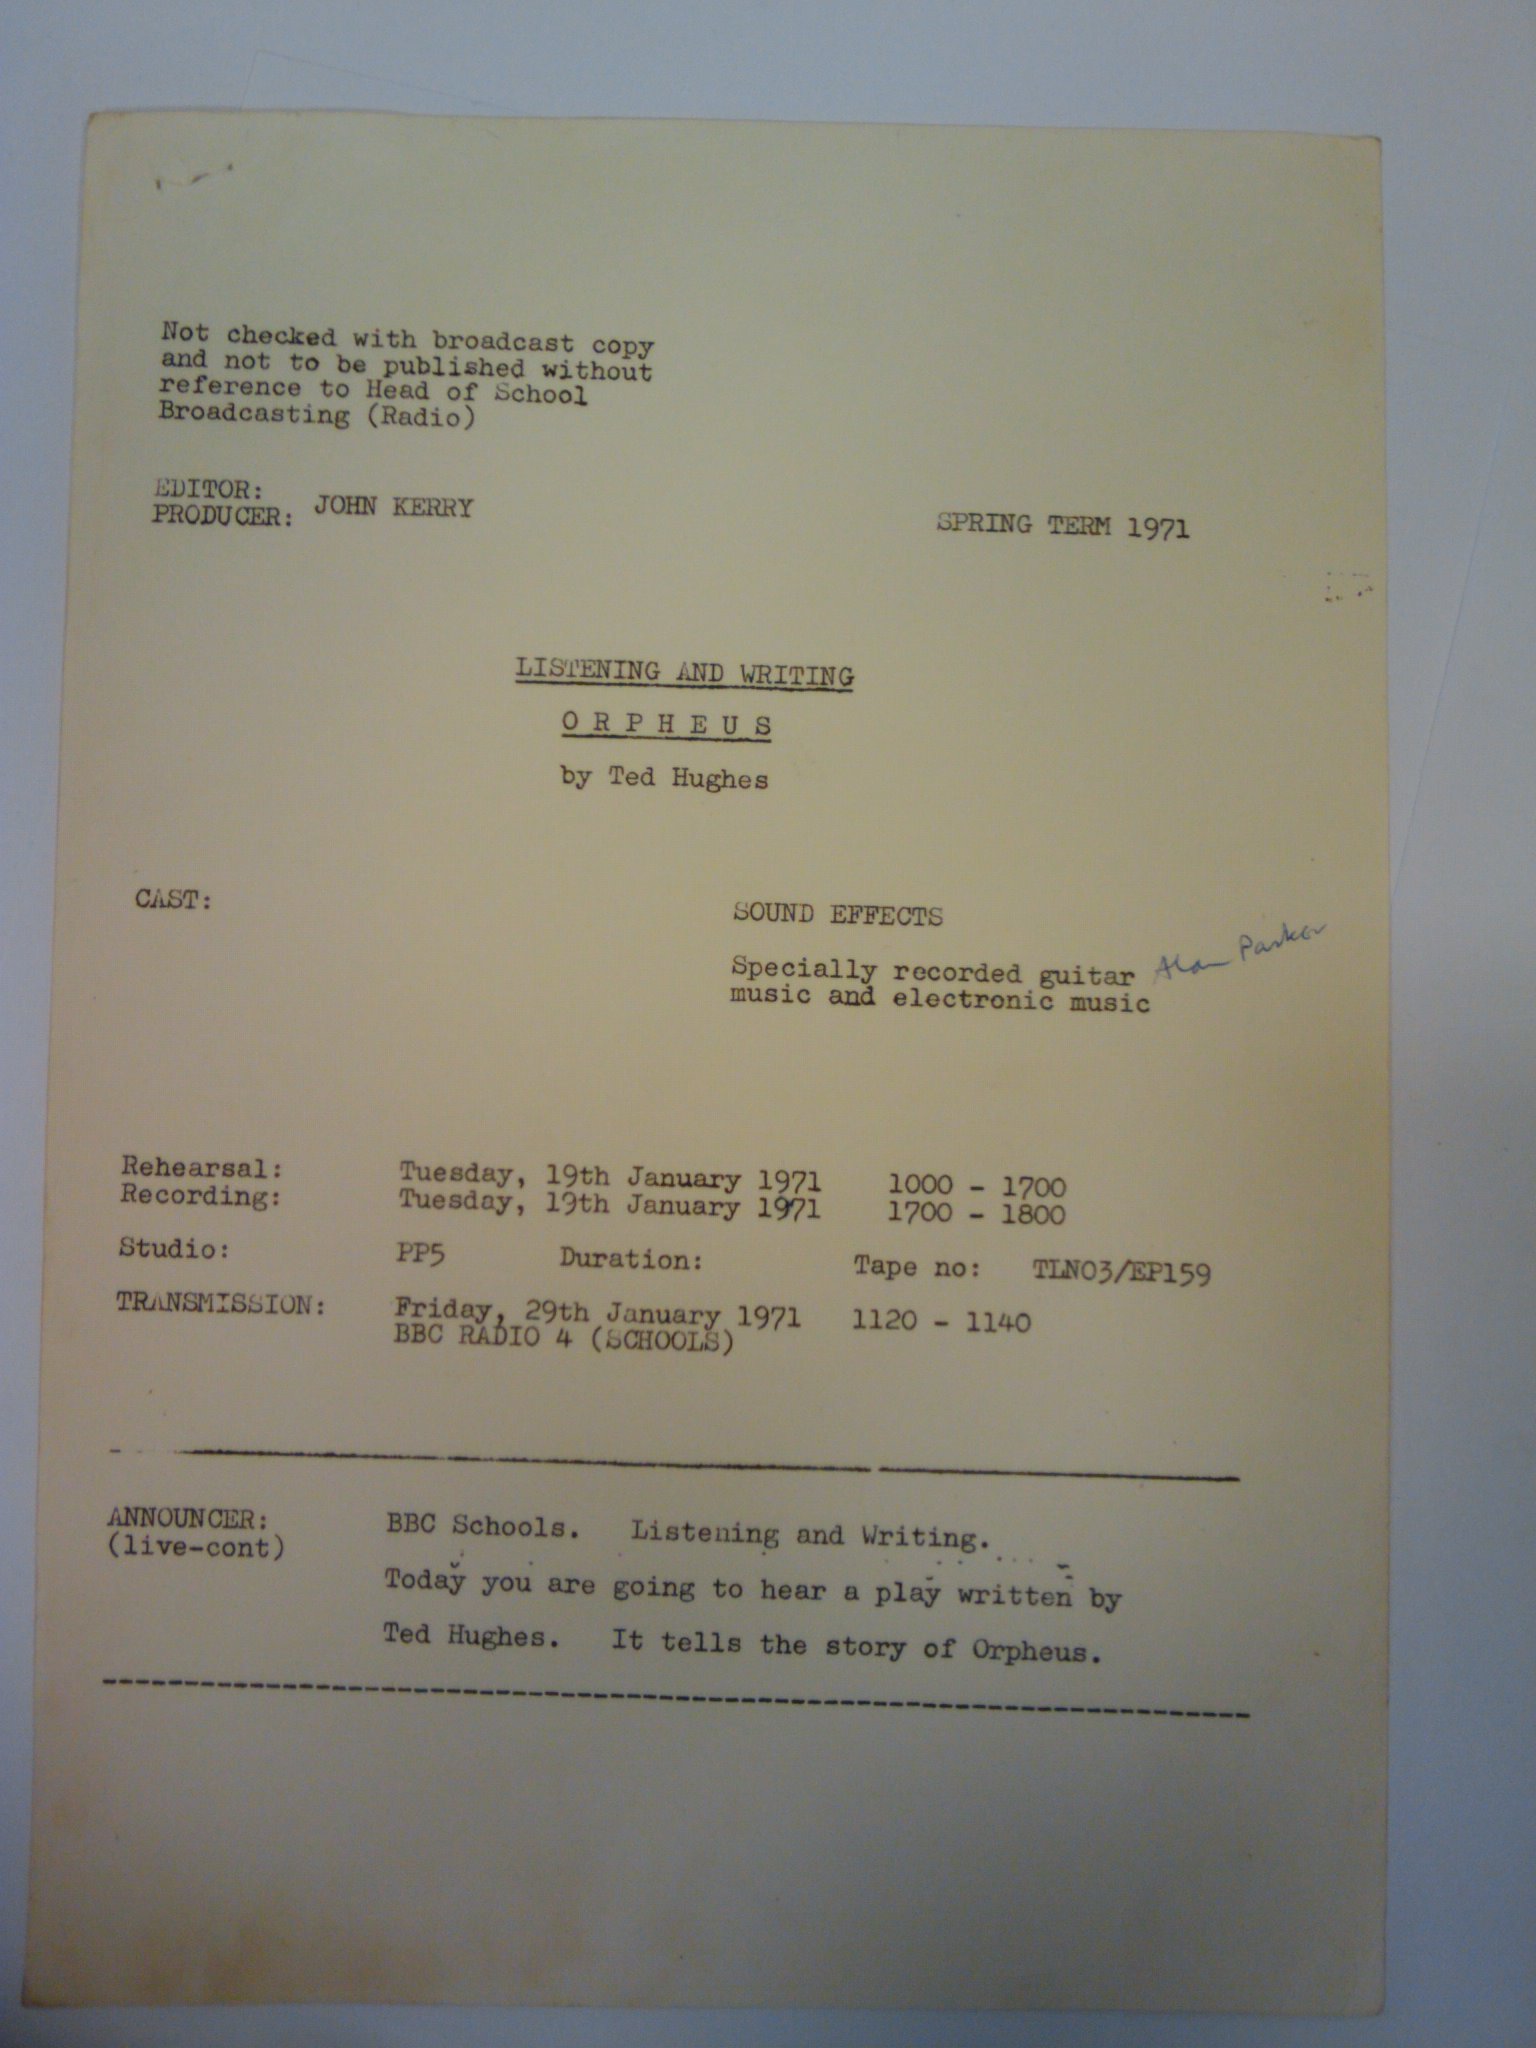 Not checked with broadcast copy
and not to be published without
reference to Head of School
Broadcasting (Radio)
EDITOR:
PRODUCER: JOHN KERRY
SPRING TERM 1971
LISTENING AND WRITING
O R P H E U S
by Ted Hughes
CAST:
SOUND EFFECTS
Specially recorded guitar Alan Parker
music and electronic music
Rehearsal: Tuesday, 19th January 1971 1000 - 1700
Recording: Tuesday, 19th January 1971 1700 - 1800
Studio: PP5 Duration: Tape no: TLN03/EP159
TRANSMISSION: Friday, 29th January 1971 1120 - 1140
BBC RADIO 4 (SCHOOLS)
ANNOUNCER: BBC Schools. Listening and Writing.
(live-cont)
Today you are going to hear a play written by
Ted Hughes. It tells the story of Orpheus.